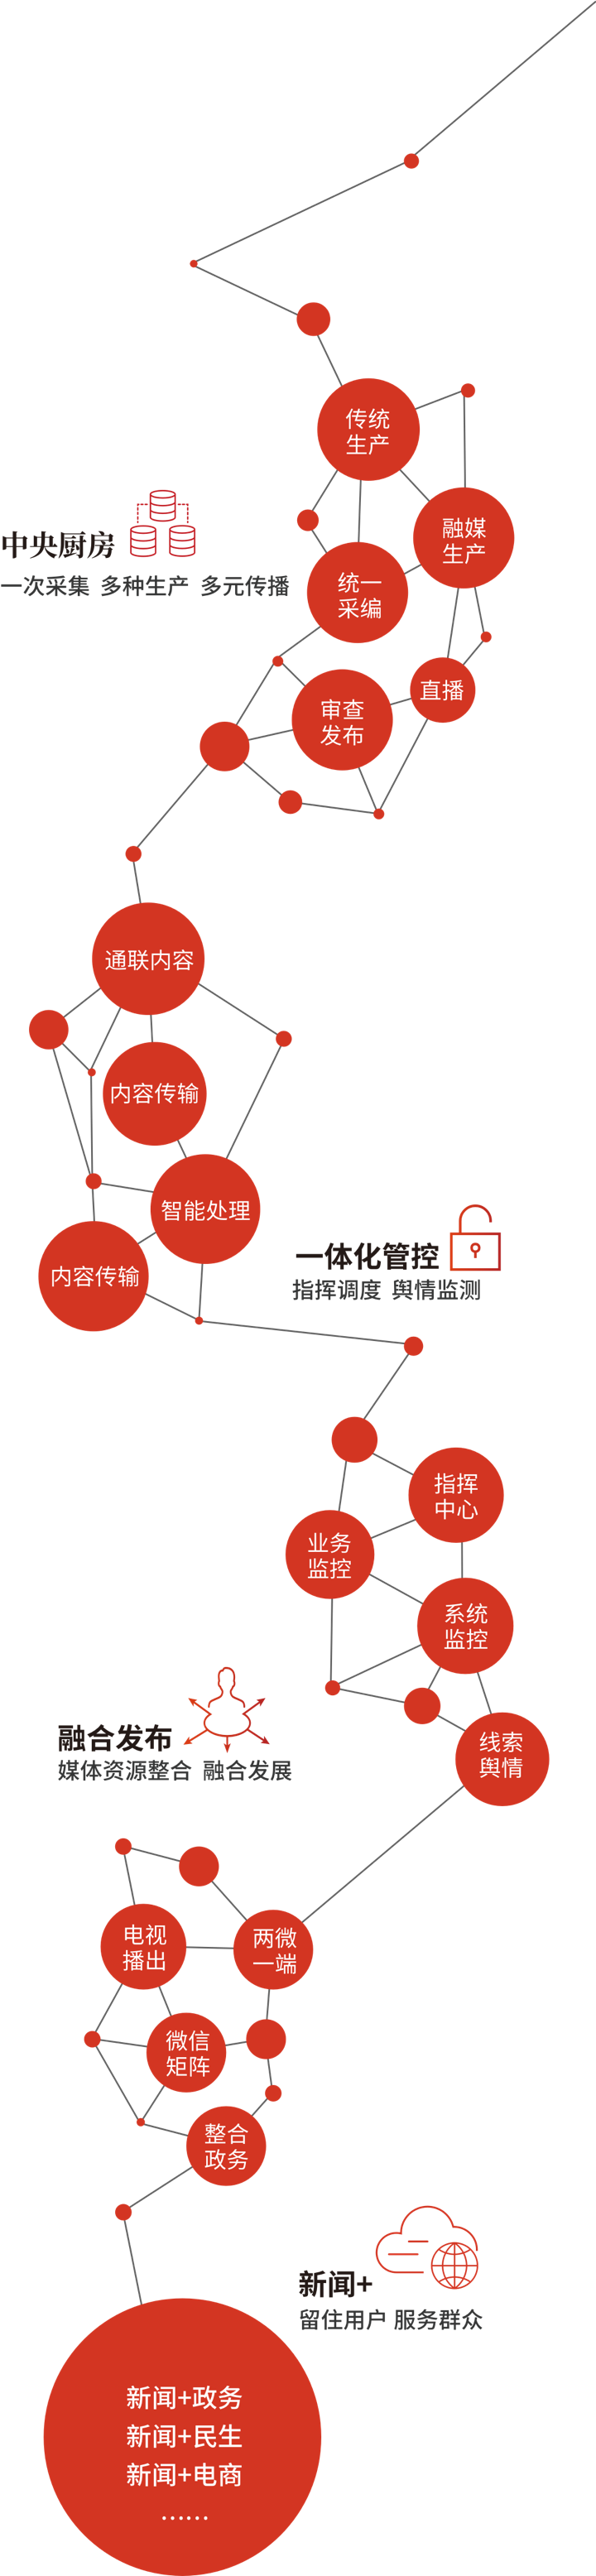 传统
生产
融媒
生产
中央厨房
一次采集 多种生产 多元传播
统一
采编
直播
审查
发布
通联内容
内容传输
智能处理
一体化管控
指挥调度 舆情监测
内容传输
指挥
中心
业务
监控
系统
监控
融合发布
媒体资源整合 融合发展
线索
舆情
电视
播出
两微
一端
微信
矩阵
整合
政务
新闻+
留住用户 服务群众
新闻+政务
新闻+民生
新闻+电商
······